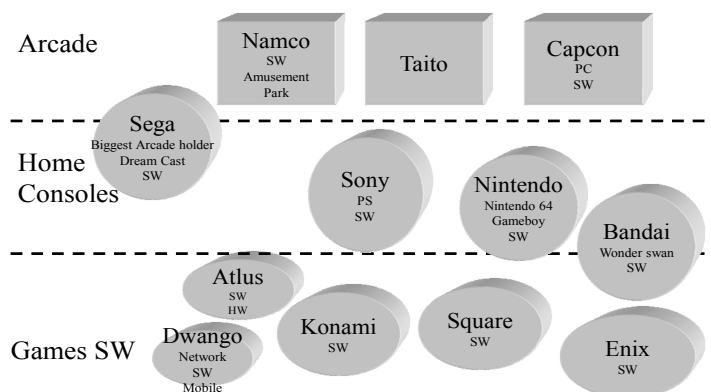 Arcade
Namco
SW
Amusement
Park
Taito
Capcon
PC
SW
Sega
Biggest Arcade holder
Dream Cast
SW
Home
Consoles
Sony
PS
SW
Nintendo
Nintendo 64
Gameboy
SW
Bandai
Wonder swan
SW
Atlus
SW
HW
Games SW
Dwango
Network
SW
Mobile
Konami
SW
Square
SW
Enix
SW